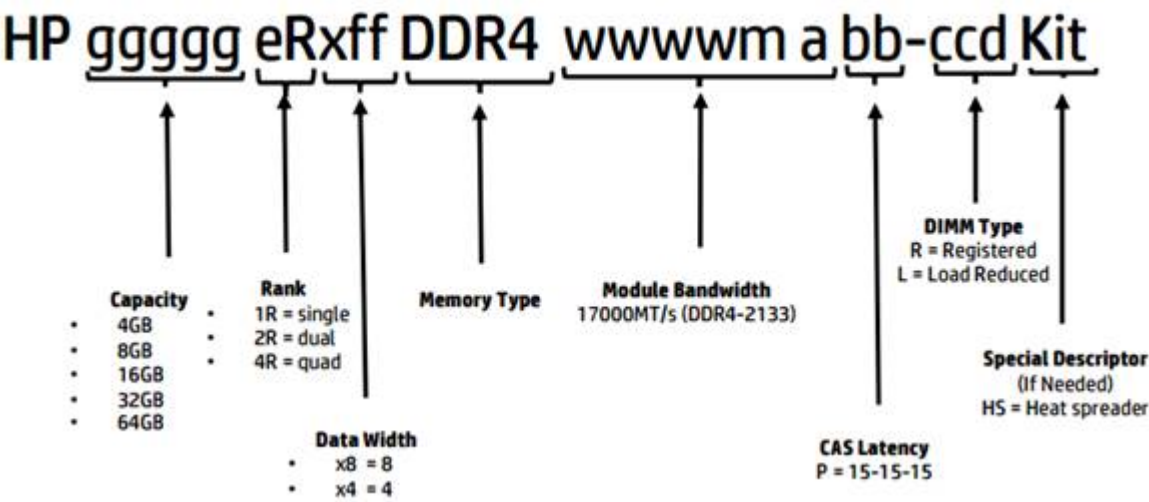 HP ggggg eRxff DDR4 wwwwm a bb-ccd Kit
Capacity
• 4GB
• 8GB
• 16GB
• 32GB
• 64GB
Rank
• 1R = single
• 2R = dual
• 4R = quad
Data Width
• x8 = 8
• x4 = 4
Memory Type
Module Bandwidth
17000MT/s (DDR4-2133)
CAS Latency
P = 15-15-15
DIMM Type
R = Registered
L = Load Reduced
Special Descriptor
(If Needed)
HS = Heat spreader